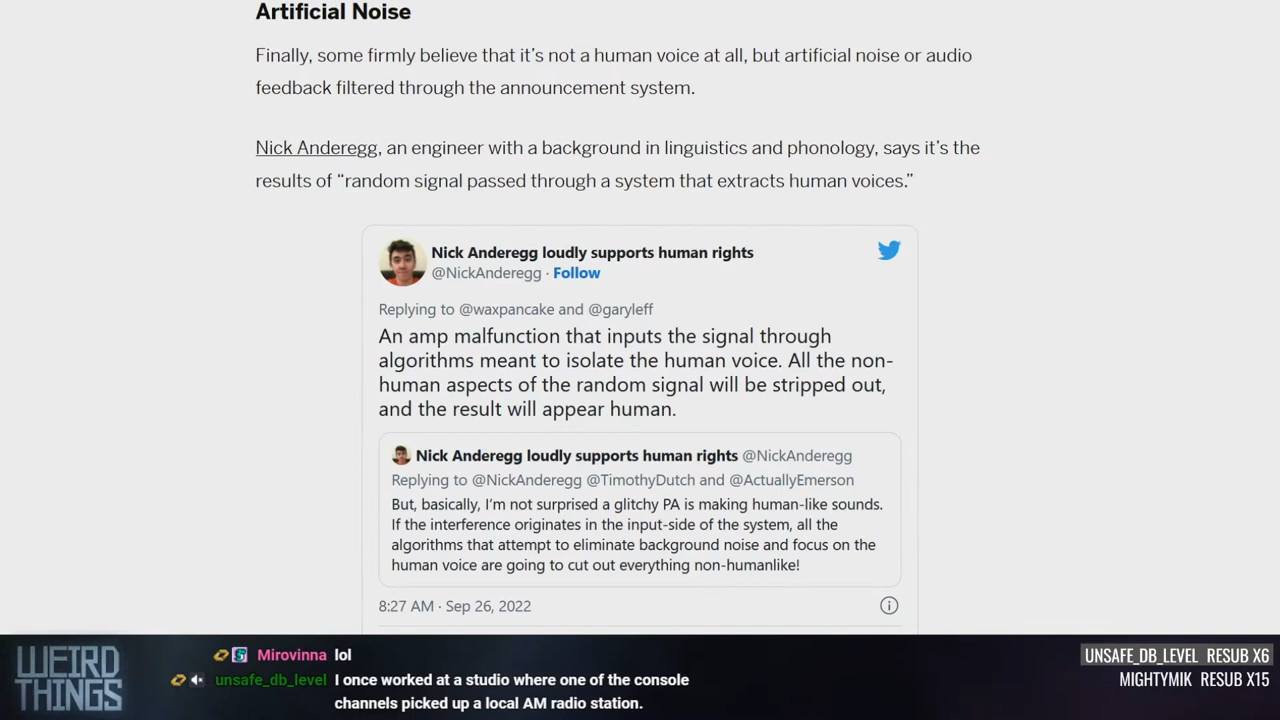 Artificial Noise
Finally, some firmly believe that it’s not a human voice at all, but artificial noise or audio
feedback filtered through the announcement system.
Nick Anderegg, an engineer with a background in linguistics and phonology, says it’s the
results of “random signal passed through a system that extracts human voices.”
Nick Anderegg loudly supports human rights
@NickAnderegg · Follow
Replying to @waxpancake and @garyleff
An amp malfunction that inputs the signal through
algorithms meant to isolate the human voice. All the non-
human aspects of the random signal will be stripped out,
and the result will appear human.
Nick Anderegg loudly supports human rights @NickAnderegg
Replying to @NickAnderegg @TimothyDutch and @ActuallyEmerson
But, basically, I’m not surprised a glitchy PA is making human-like sounds.
If the interference originates in the input-side of the system, all the
algorithms that attempt to eliminate background noise and focus on the
human voice are going to cut out everything non-humanlike!
8:27 AM · Sep 26, 2022
WEIRD
THINGS
Mirovinna lol
unsafe_db_level I once worked at a studio where one of the console
channels picked up a local AM radio station.
UNSAFE_DB_LEVEL RESUB X6
MIGHTYMIK RESUB X15